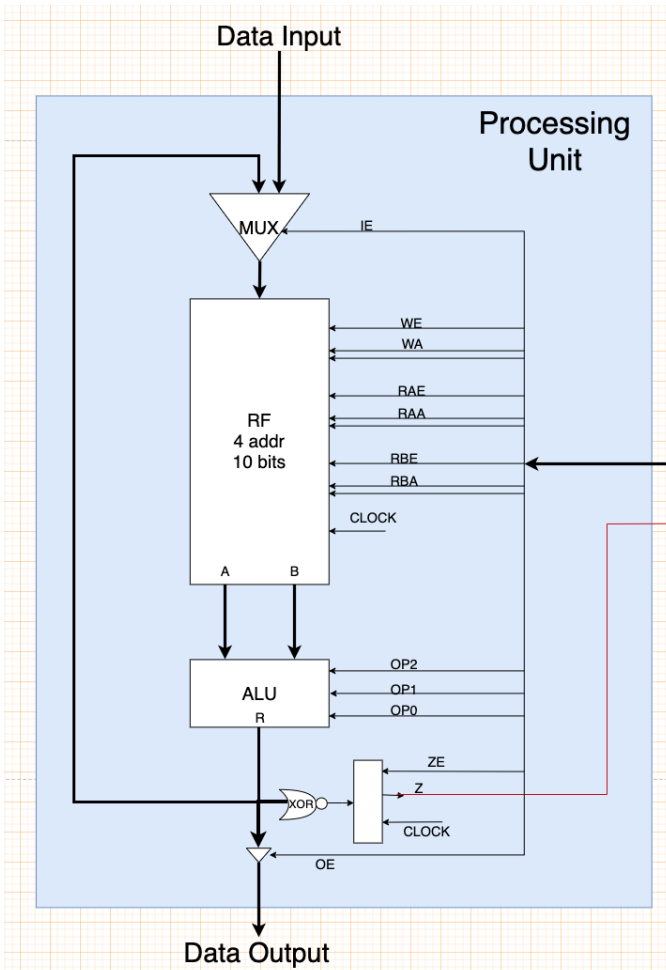 Data Input
Processing
Unit
MUX
IE
WE
WA
RAE
RAA
RF
4 addr
10 bits
RBE
RBA
CLOCK
A B
OP2
ALU
OP1
R
OP0
ZE
Z
XOR
CLOCK
OE
Data Output